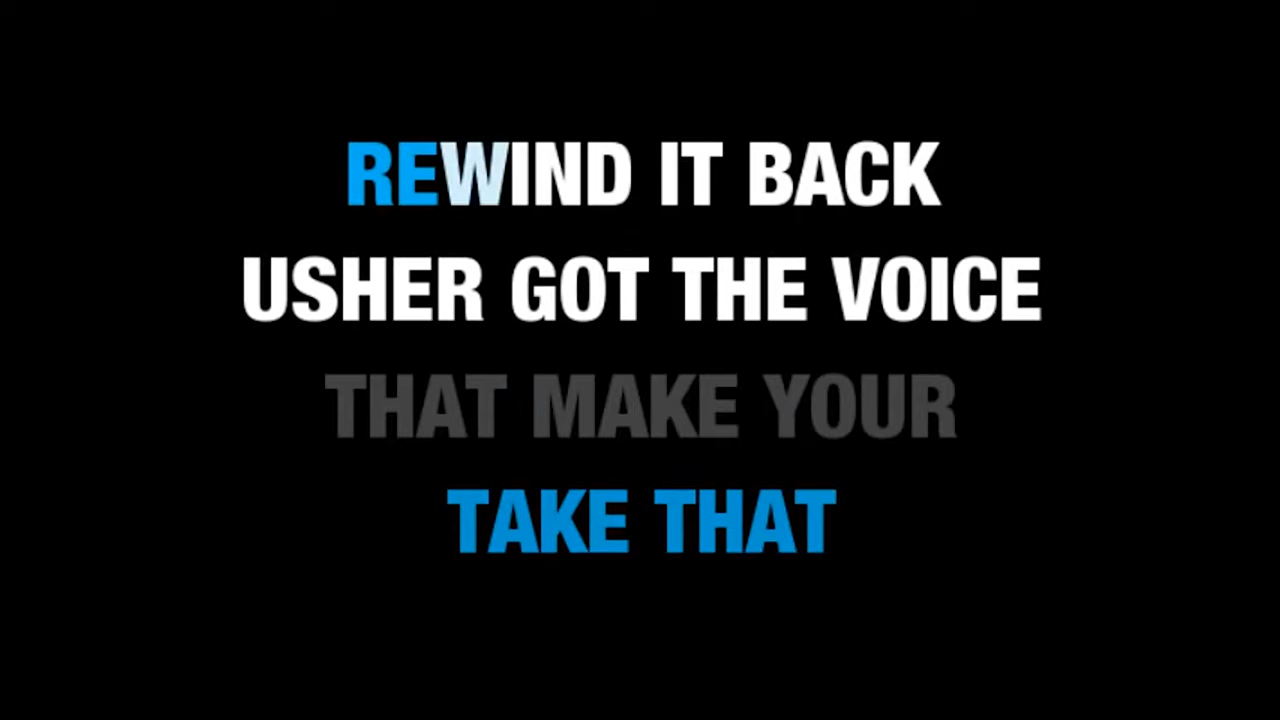 REWIND IT BACK
USHER GOT THE VOICE
THAT MAKE YOUR
TAKE THAT